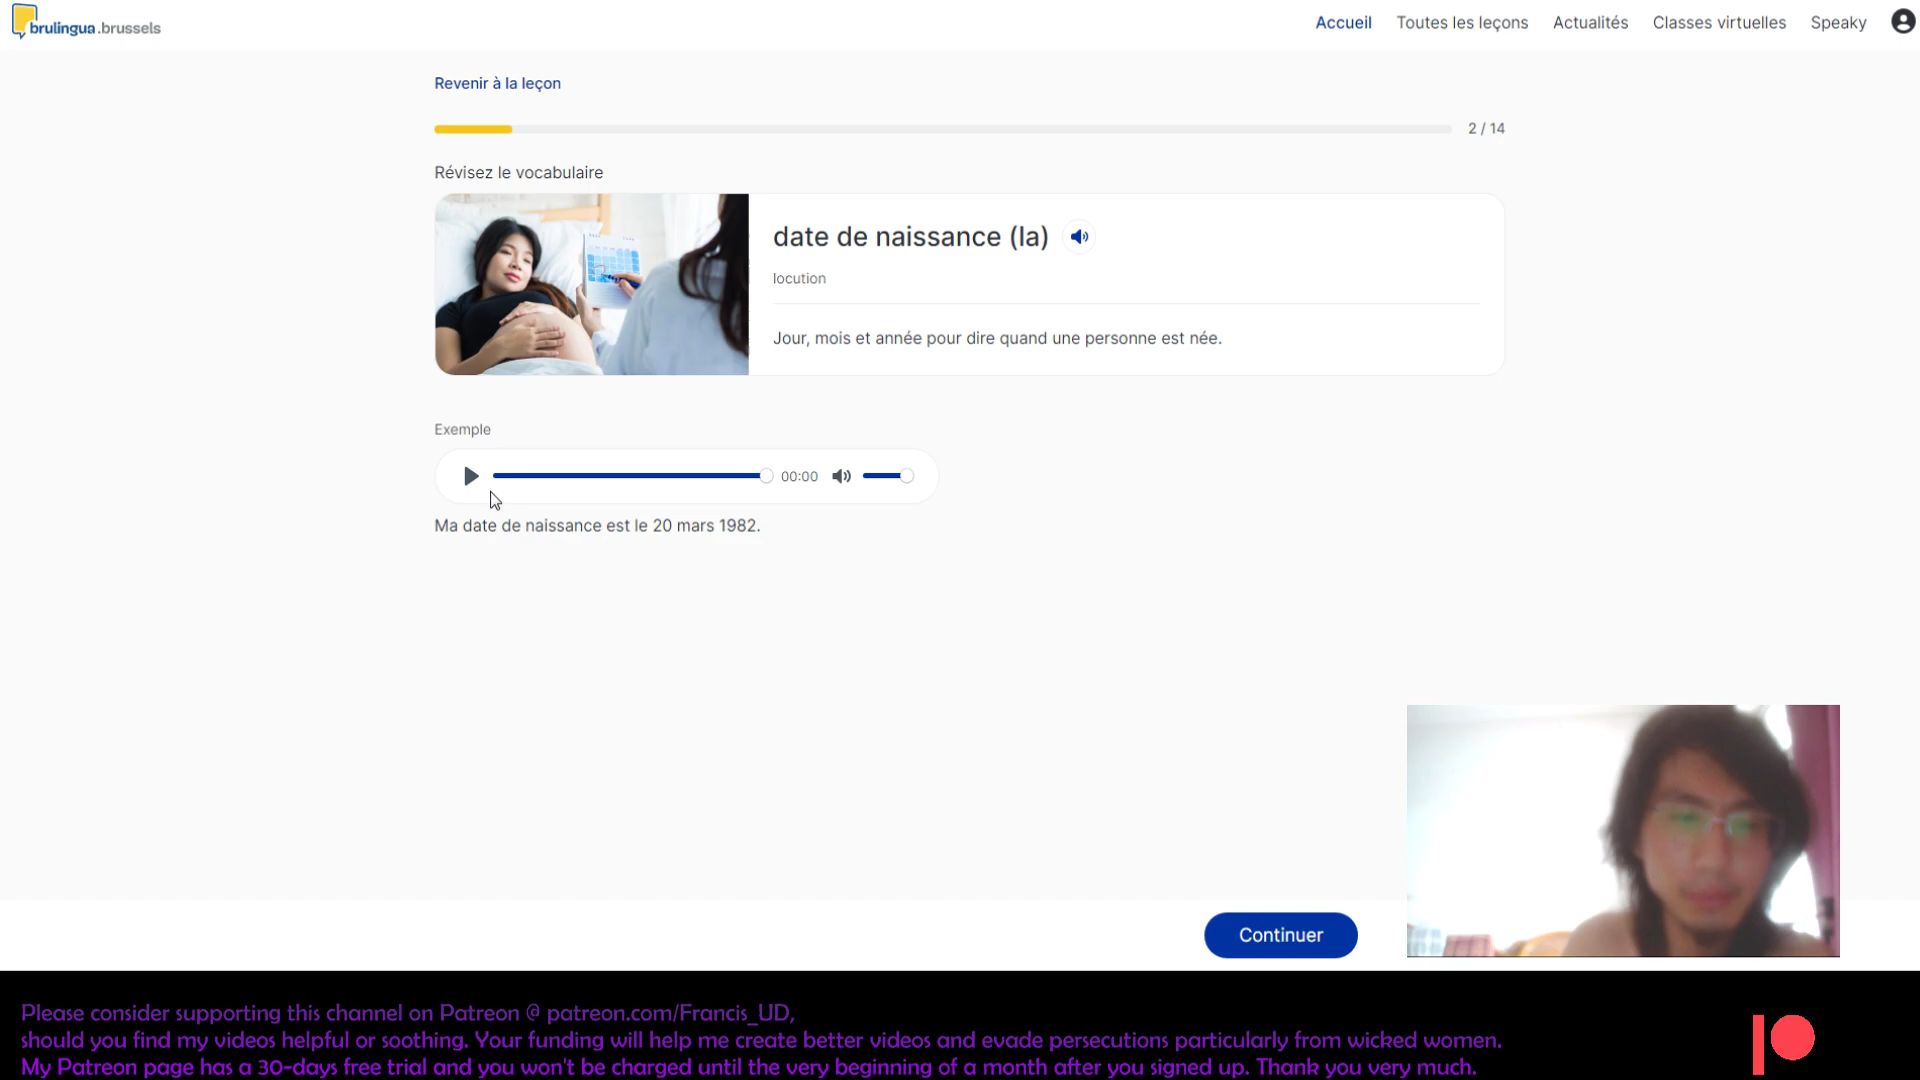 brulingua.brussels
Accueil
Toutes les leçons
Actualités
Classes virtuelles
Speaky
Revenir à la leçon
2 / 14
Révisez le vocabulaire
date de naissance (la)
locution
Jour, mois et année pour dire quand une personne est née.
Exemple
00:00
Ma date de naissance est le 20 mars 1982.
Continuer
Please consider supporting this channel on Patreon @ patreon.com/Francis_UD,
should you find my videos helpful or soothing. Your funding will help me create better videos and evade persecutions particularly from wicked women.
My Patreon page has a 30-days free trial and you won't be charged until the very beginning of a month after you signed up. Thank you very much.